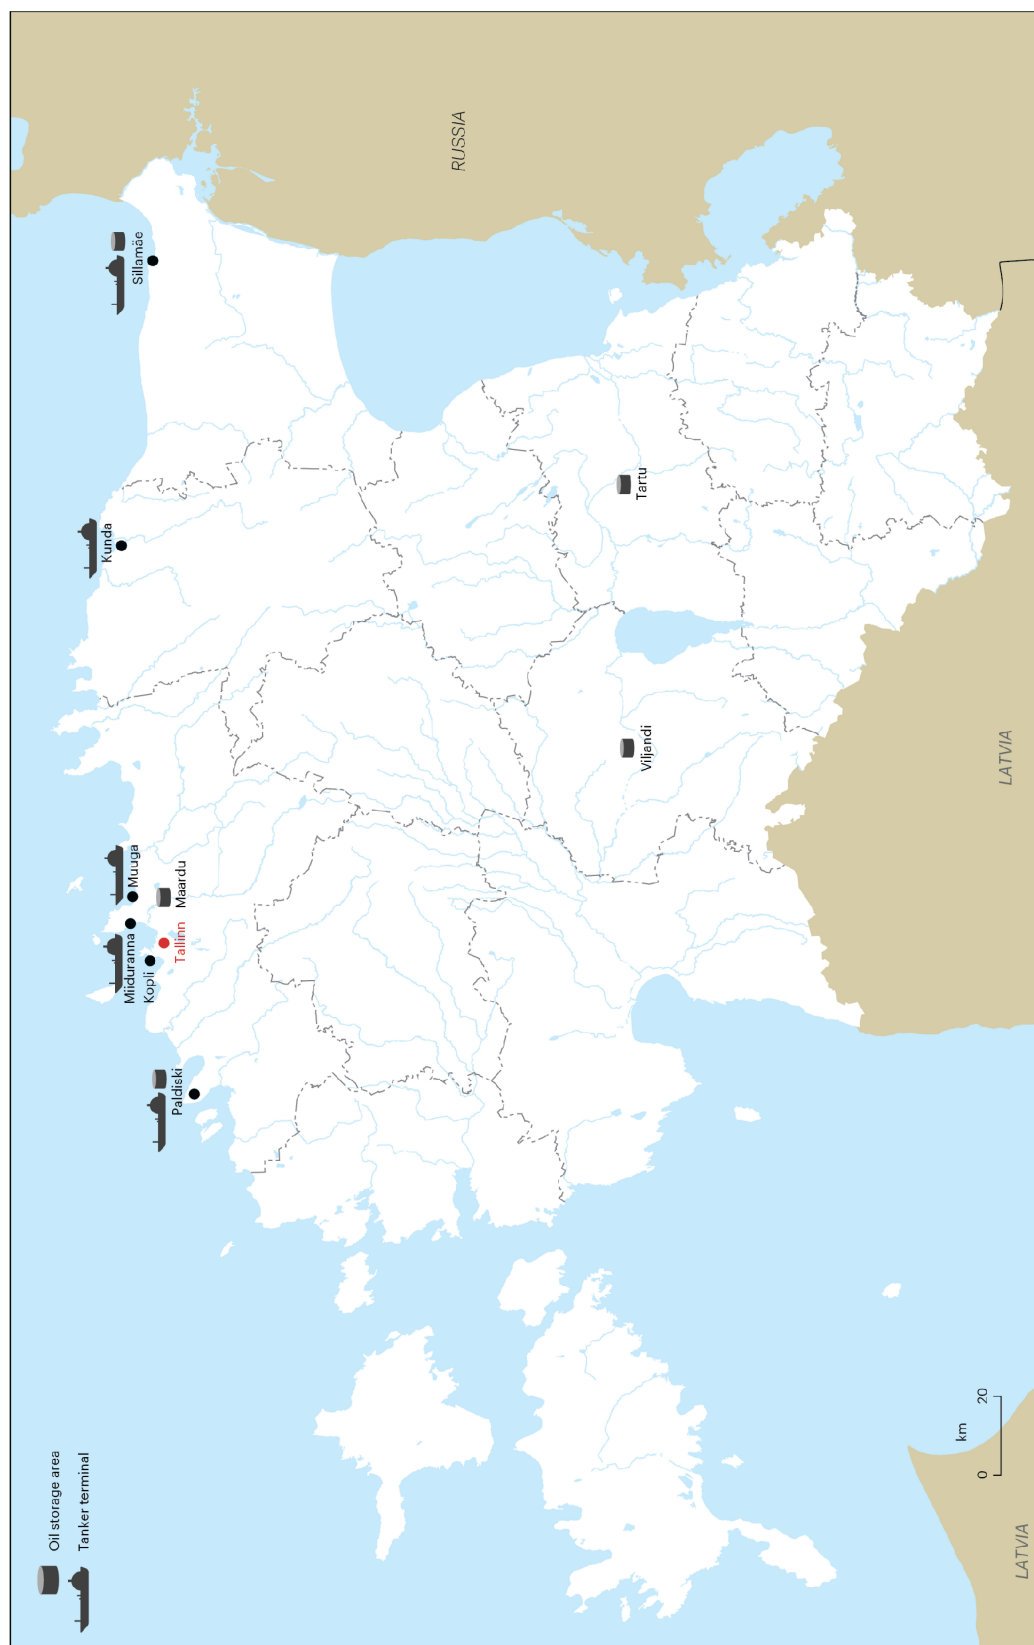 Oil storage area
Tanker terminal
Paldiski
Miiduranna
Kopli
Tallinn
Muuga
Maardu
Kunda
Sillamäe
Viljandi
Tartu
RUSSIA
LATVIA
LATVIA
km
0 20